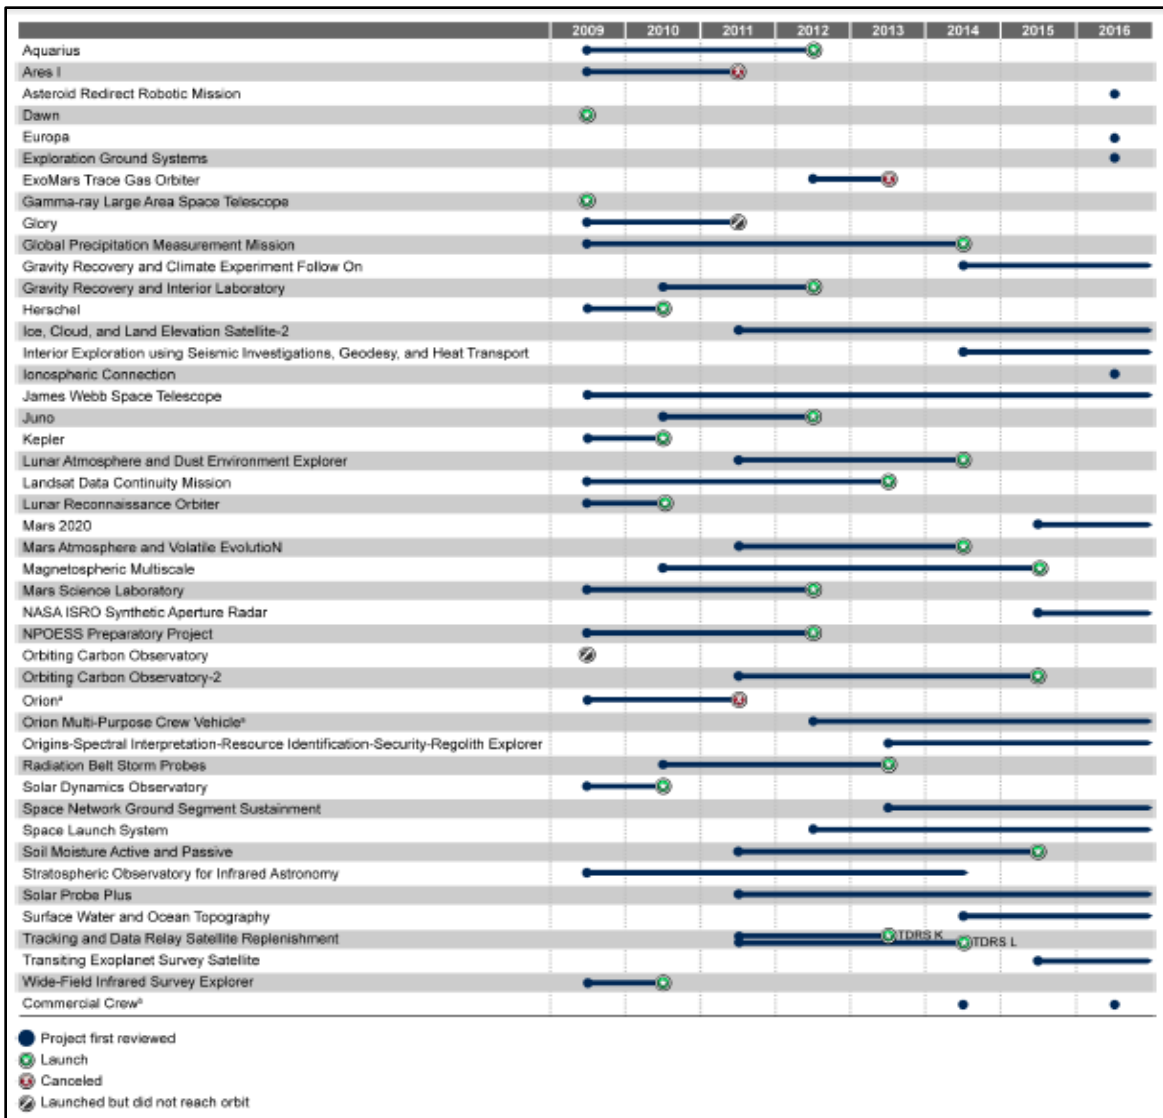 2009 2010 2011 2012 2013 2014 2015 2016
Aquarius
Ares I
Asteroid Redirect Robotic Mission
Dawn
Europa
Exploration Ground Systems
ExoMars Trace Gas Orbiter
Gamma-ray Large Area Space Telescope
Glory
Global Precipitation Measurement Mission
Gravity Recovery and Climate Experiment Follow On
Gravity Recovery and Interior Laboratory
Herschel
Ice, Cloud, and Land Elevation Satellite-2
Interior Exploration using Seismic Investigations, Geodesy, and Heat Transport
Ionospheric Connection
James Webb Space Telescope
Juno
Kepler
Lunar Atmosphere and Dust Environment Explorer
Landsat Data Continuity Mission
Lunar Reconnaissance Orbiter
Mars 2020
Mars Atmosphere and Volatile EvolutioN
Magnetospheric Multiscale
Mars Science Laboratory
NASA ISRO Synthetic Aperture Radar
NPOESS Preparatory Project
Orbiting Carbon Observatory
Orbiting Carbon Observatory-2
Orionᵃ
Orion Multi-Purpose Crew Vehicleᵃ
Origins-Spectral Interpretation-Resource Identification-Security-Regolith Explorer
Radiation Belt Storm Probes
Solar Dynamics Observatory
Space Network Ground Segment Sustainment
Space Launch System
Soil Moisture Active and Passive
Stratospheric Observatory for Infrared Astronomy
Solar Probe Plus
Surface Water and Ocean Topography
Tracking and Data Relay Satellite Replenishment TDRS K
TDRS L
Transiting Exoplanet Survey Satellite
Wide-Field Infrared Survey Explorer
Commercial Crew
Project first reviewed
Launch
Canceled
Launched but did not reach orbit